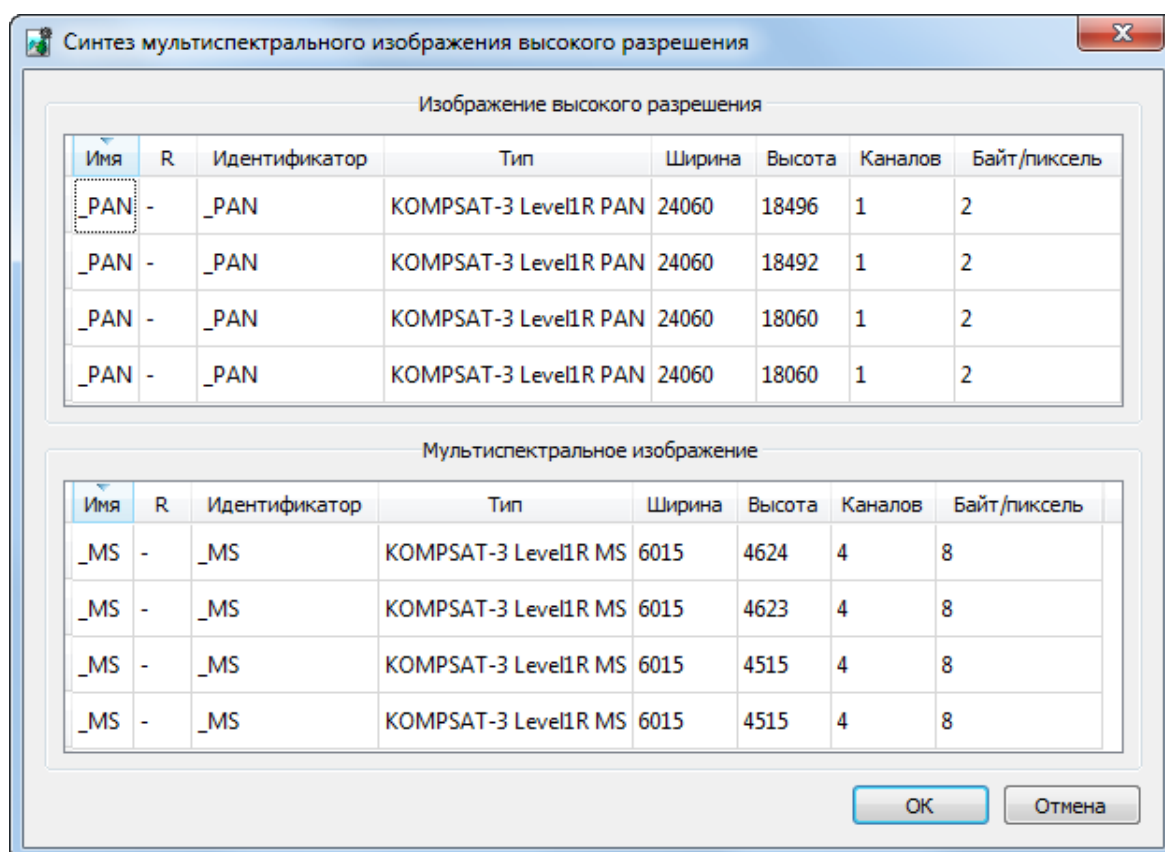 Синтез мультиспектрального изображения высокого разрешения
Изображение высокого разрешения
Имя R Идентификатор Тип Ширина Высота Каналов Байт/пиксель
_PAN - _PAN KOMPSAT-3 Level1R PAN 24060 18496 1 2
_PAN - _PAN KOMPSAT-3 Level1R PAN 24060 18492 1 2
_PAN - _PAN KOMPSAT-3 Level1R PAN 24060 18060 1 2
_PAN - _PAN KOMPSAT-3 Level1R PAN 24060 18060 1 2
Мультиспектральное изображение
Имя R Идентификатор Тип Ширина Высота Каналов Байт/пиксель
_MS - _MS KOMPSAT-3 Level1R MS 6015 4624 4 8
_MS - _MS KOMPSAT-3 Level1R MS 6015 4623 4 8
_MS - _MS KOMPSAT-3 Level1R MS 6015 4515 4 8
_MS - _MS KOMPSAT-3 Level1R MS 6015 4515 4 8
ОК Отмена